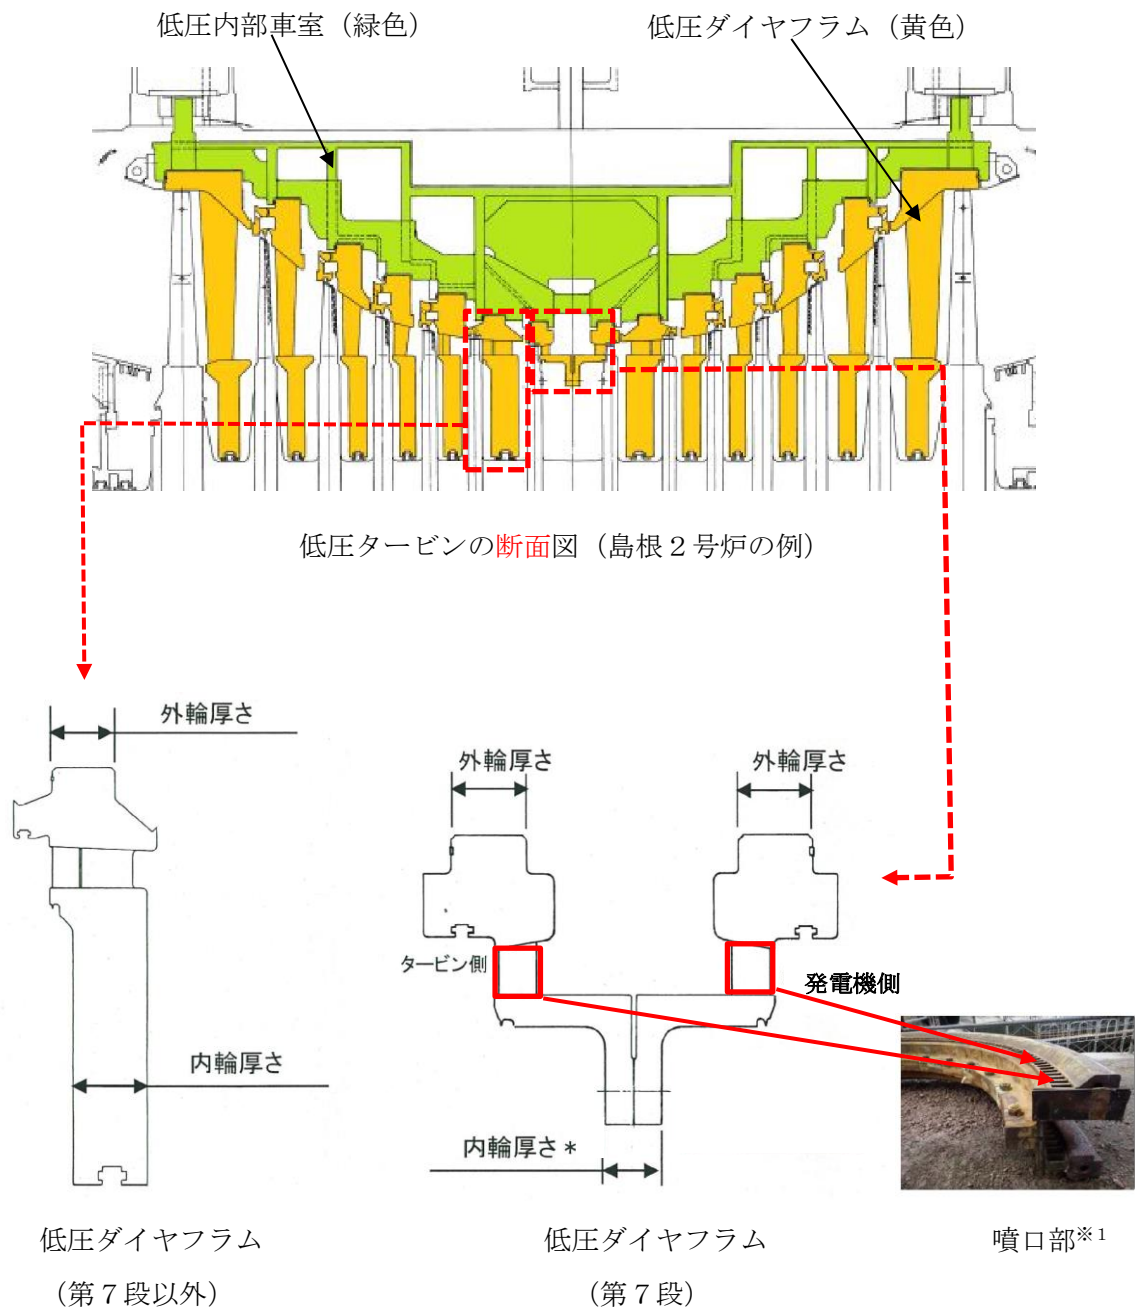 低圧内部車室（緑色）
低圧ダイヤフラム（黄色）
低圧タービンの断面図（島根２号炉の例）
外輪厚さ
外輪厚さ
外輪厚さ
タービン側
発電機側
内輪厚さ
内輪厚さ＊
低圧ダイヤフラム
（第７段以外）
低圧ダイヤフラム
（第７段）
噴口部※1